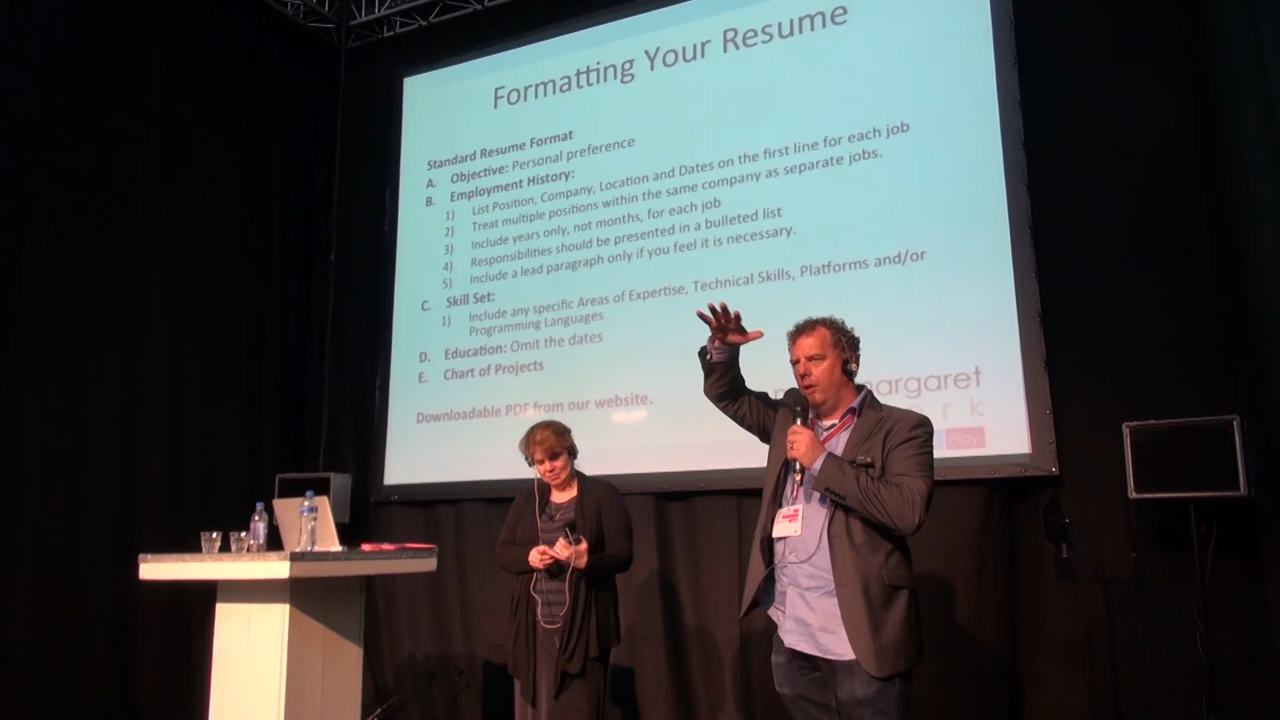 Formatting Your Resume
Standard Resume Format
A. Objective: Personal preference
B. Employment History:
1) List Position, Company, Location and Dates on the first line for each job
2) Treat multiple positions within the same company as separate jobs.
3) Include years only, not months, for each job
4) Responsibilities should be presented in a bulleted list
5) Include a lead paragraph only if you feel it is necessary.
C. Skill Set:
1) Include any specific Areas of Expertise, Technical Skills, Platforms and/or
Programming Languages
D. Education: Omit the dates
E. Chart of Projects
Downloadable PDF from our website.
margaret
Play